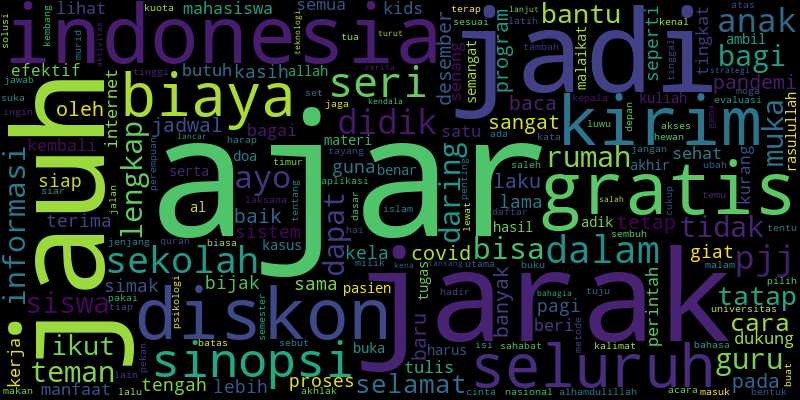 indonesia
jadi
ajar
jauh
jarak
gratis
kirim
diskon
seluruh
biaya
seri
didik
ayo
sekolah
sinopsi
siswa
ikut
teman
informasi
lengkap
dapat
daring
dalam
bisa
rumah
muka
anak
bagi
bantu
pjj
tidak
tatap
guru
cara
selamat
baru
banyak
covid
kela
sama
giat
tetap
pada
dukung
perintah
beri
pagi
harus
tulis
proses
lebih
tengah
manfaat
kerja
simak
bijak
sistem
baik
terima
siap
oleh
internet
kembali
jadwal
bagai
efektif
butuh
kasih
allah
lihat
mahasiswa
semua
kids
kuota
solusi
kembang
murid
aktivitas
teknologi
tua
turut
cerita
desember
senang
semangat
program
terap
sesuai
latih
lanjut
kenal
tambah
malaikat
seperti
tinggal
tingkat
ambil
atas
strategi
moga
pandemi
kuliah
baca
sangat
satu
ada
kata
kepala
evaluasi
rasulullah
depan
akses
hewan
jangan
ubah
luwu
sehat
akhir
kurang
laku
lama
hasil
adik
saleh
daftar
salah
temu
cukup
tentu
sembuh
malam
pilih
universitas
bahasa
kalimat
metode
tuju
bahagia
buku
utama
tantang
kena
milik
hadir
tugas
pasien
buka
isi
sahabat
cinta
nasional
alhamdulillah
acara
masuk
bentuk
buat
akhlak
sebut
batas
semester
psikologi
kasus
hai
islam
dasar
tayang
materi
guna
benar
aplikasi
penting
lewat
tentang
timur
laksana
doa
harap
set
jaga
kendala
lancar
perempuan
serta
al
quran
biasa
jenjang
pakai
tiap
siar
jalan
tinggi
jawab
suka
ingin
makan
lalu
lain
pekan